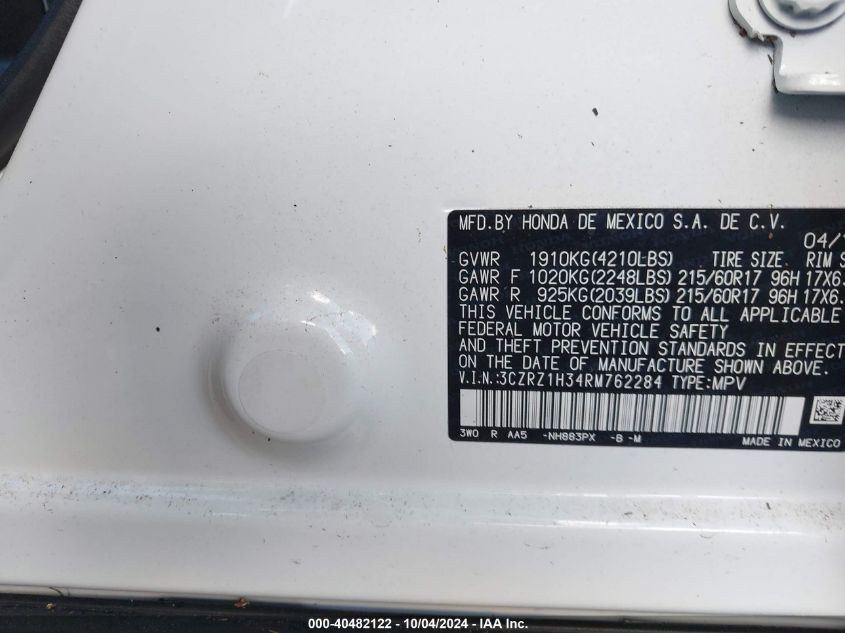 MFD.BY HONDA DE MEXICO S.A. DE C.V.
04/
GVWR 1910KG(4210LBS) TIRE SIZE. RIM S
GAWR F 1020KG(2248LBS) 215/60R17 96H 17X6.
GAWR R 925KG(2039LBS) 215/60R17 96H 17X6.
THIS VEHICLE CONFORMS TO ALL APPLICABLE
FEDERAL MOTOR VEHICLE SAFETY
AND THEFT PREVENTION STANDARDS IN EFFECT
ON THE DATE OF MANUFACTURE SHOWN ABOVE.
V.I.N.:3CZRZ1H34RM762284 TYPE:MPV
3W0 R AA5 -NH883PX -B -M MADE IN MEXICO
000-40482122 - 10/04/2024 - IAA Inc.